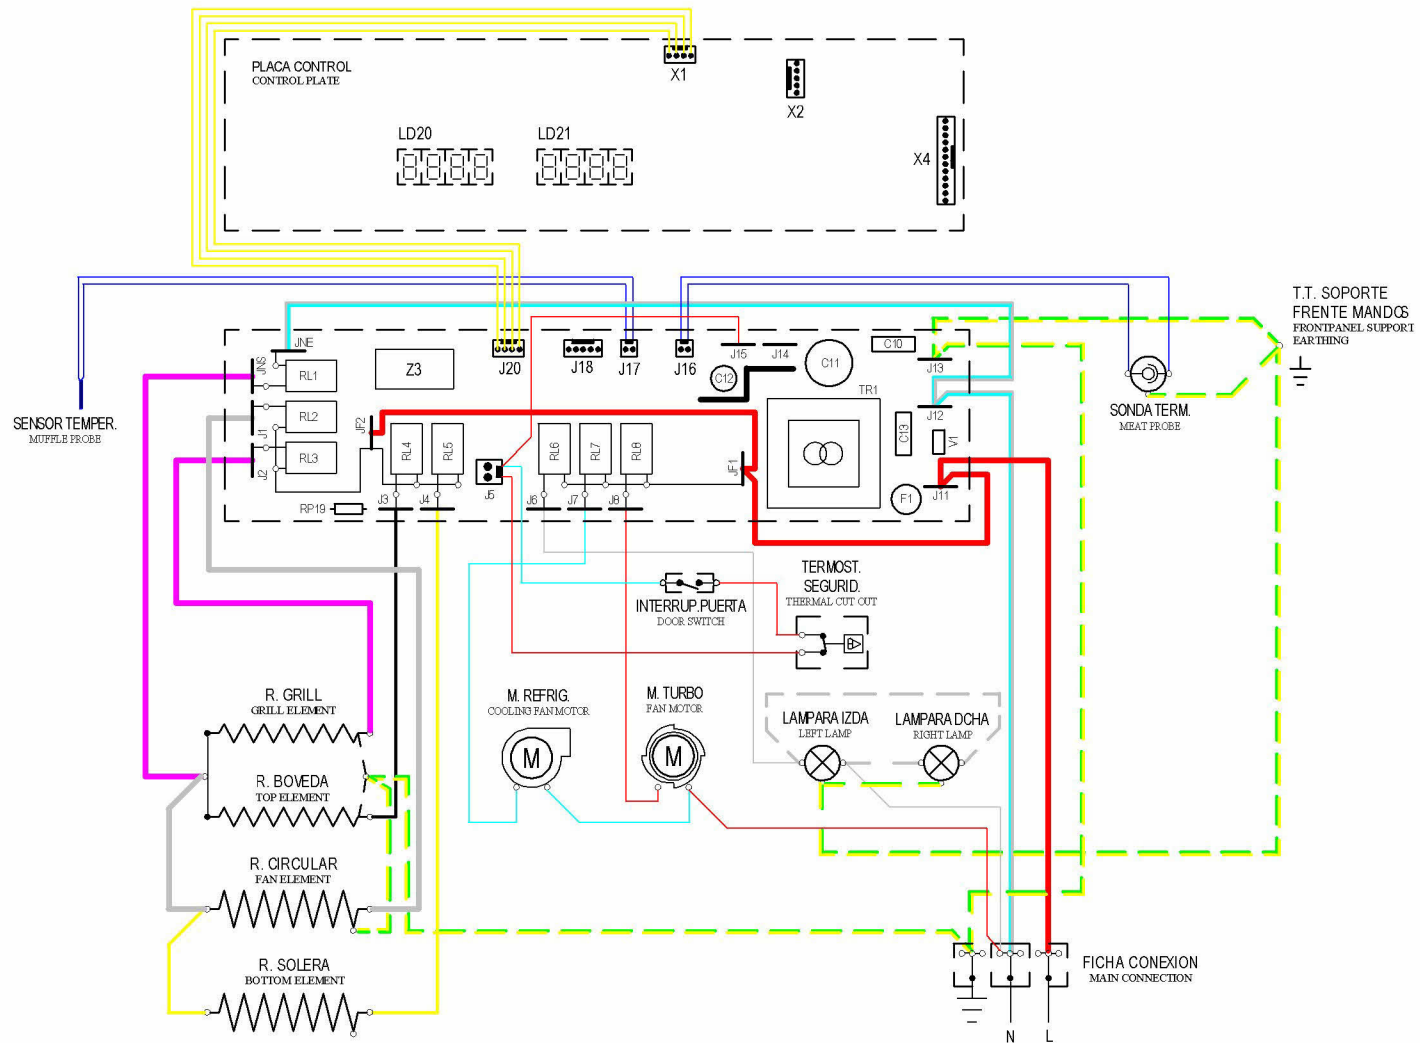 PLACA CONTROL
CONTROL PLATE
X1
X2
LD20
LD21
X4
T.T. SOPORTE
FRENTE MANDOS
FRONTPANEL SUPPORT
EARTHING
SENSOR TEMPER.
MUFFLE PROBE
JNE
JNS
RL1
Z3
J20
J18
J17
J16
J15
J14
C11
C10
J13
C12
TR1
RL2
J1
RL3
J2
JF2
RL4
RL5
J5
RL6
RL7
RL8
JF1
C13
V1
J12
F1
J11
RP19
J3
J4
J6
J7
J8
SONDA TERM.
MEAT PROBE
INTERRUP.PUERTA
DOOR SWITCH
TERMOST.
SEGURID.
THERMAL CUT OUT
R. GRILL
GRILL ELEMENT
M. REFRIG.
COOLING FAN MOTOR
M
M. TURBO
FAN MOTOR
M
LAMPARA IZDA
LEFT LAMP
LAMPARA DCHA
RIGHT LAMP
R. BOVEDA
TOP ELEMENT
R. CIRCULAR
FAN ELEMENT
R. SOLERA
BOTTOM ELEMENT
FICHA CONEXION
MAIN CONNECTION
N
L